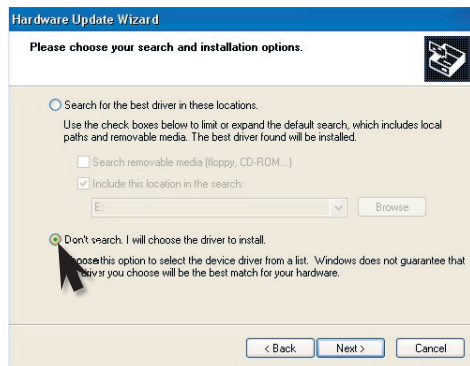 Hardware Update Wizard
Please choose your search and installation options.
Search for the best driver in these locations.
Use the check boxes below to limit or expand the default search, which includes local
paths and removable media. The best driver found will be installed.
Search removable media (floppy, CD-ROM...)
Include this location in the search:
E:
Browse
Don't search. I will choose the driver to install.
this option to select the device driver from a list. Windows does not guarantee that
you choose will be the best match for your hardware.
< Back
Next >
Cancel